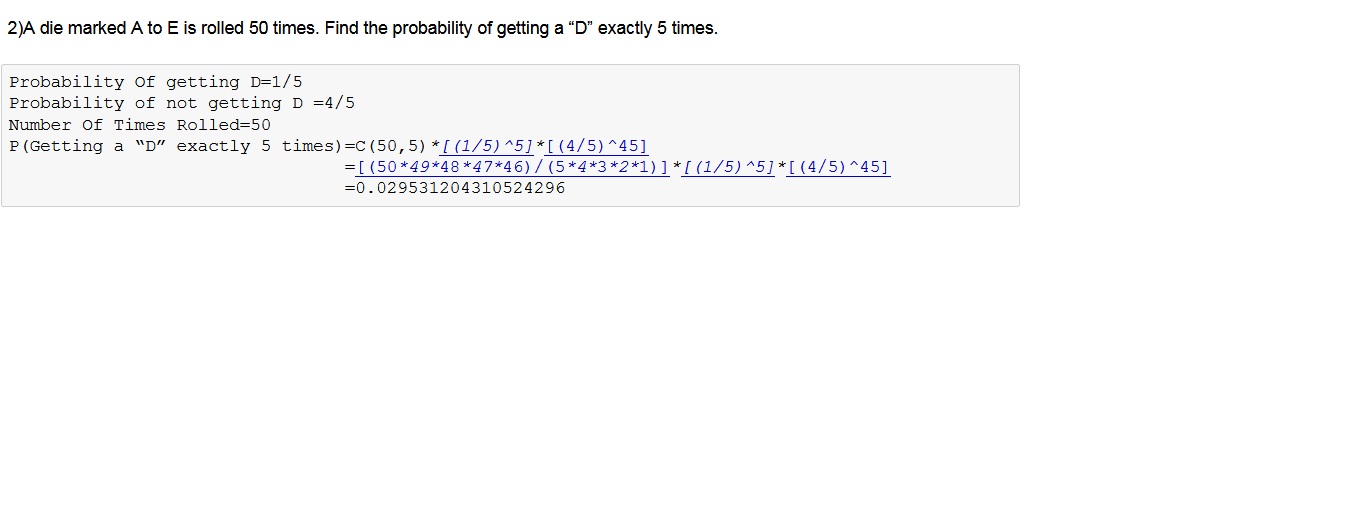 2)A die marked A to E is rolled 50 times. Find the probability of getting a “D” exactly 5 times.
Probability Of getting D=1/5
Probability of not getting D =4/5
Number Of Times Rolled=50
P(Getting a “D” exactly 5 times)=C(50,5)*[(1/5)^5]*[(4/5)^45]
=[(50*49*48*47*46)/(5*4*3*2*1)]*[(1/5)^5]*[(4/5)^45]
=0.029531204310524296